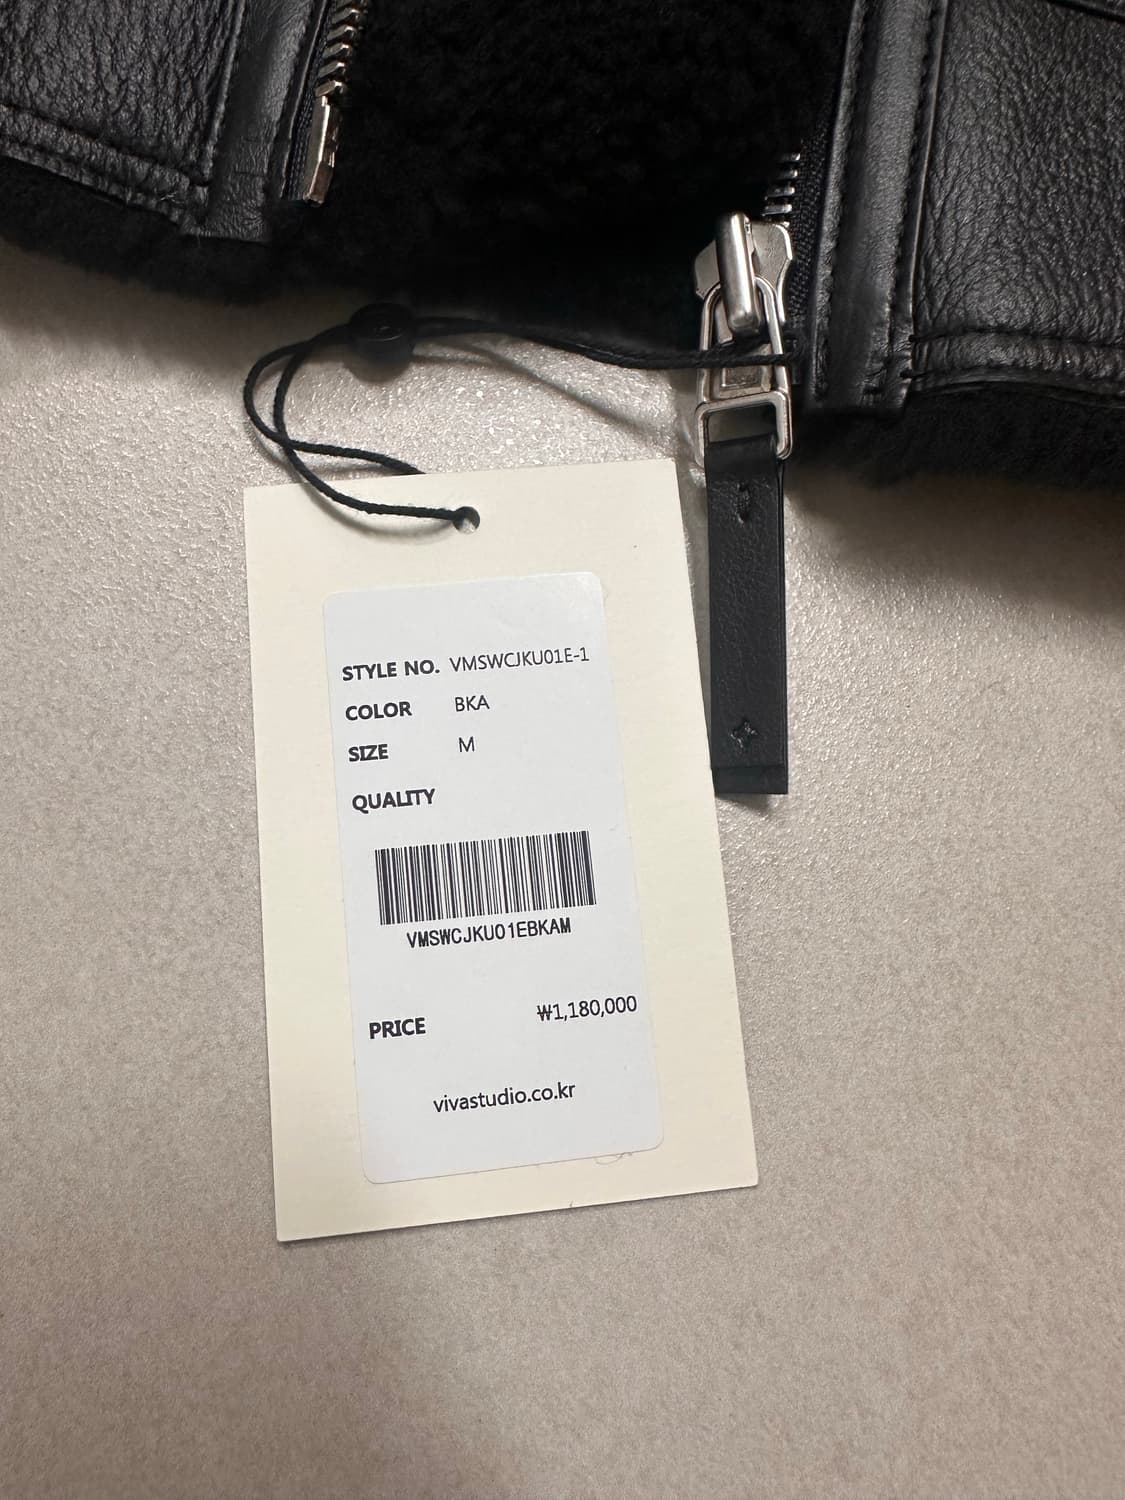 STYLE NO. VMSWCJKU01E-1
COLOR BKA
SIZE M
QUALITY
VMSWCJKU01EBKAM
PRICE ₩1,180,000
vivastudio.co.kr